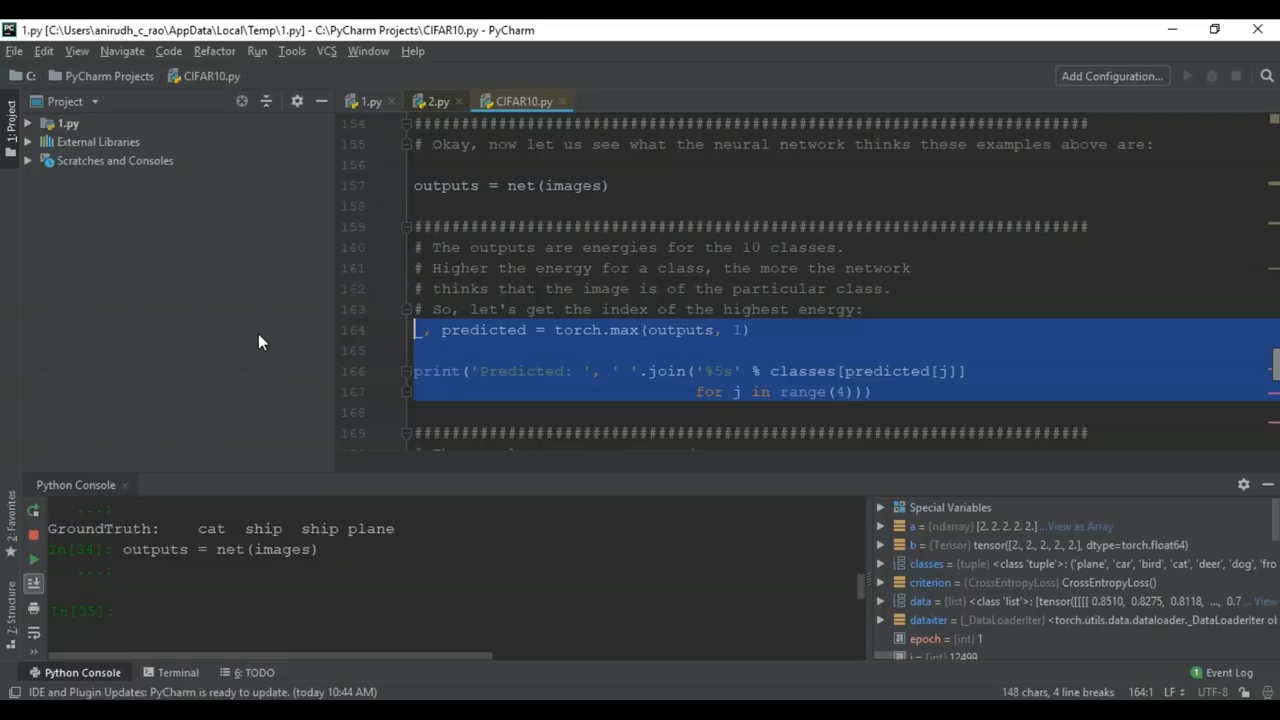 1.py [C:\Users\anirudh_c_rao\AppData\Local\Temp\1.py] - C:\PyCharm Projects\CIFAR10.py - PyCharm
File Edit View Navigate Code Refactor Run Tools VCS Window Help
C: PyCharm Projects CIFAR10.py Add Configuration...
1: Project
Project
1.py 2.py CIFAR10.py
1.py
External Libraries
Scratches and Consoles
154 #########################################################################
155 # Okay, now let us see what the neural network thinks these examples above are:
156
157 outputs = net(images)
158
159 ########################################################################
160 # The outputs are energies for the 10 classes.
161 # Higher the energy for a class, the more the network
162 # thinks that the image is of the particular class.
163 # So, let's get the index of the highest energy:
164 _, predicted = torch.max(outputs, 1)
165
166 print('Predicted: ', ' '.join('%5s' % classes[predicted[j]]
167 for j in range(4)))
168
169 ########################################################################
2: Favorites
7: Structure
Python Console
...:
GroundTruth:    cat  ship  ship plane
In[34]: outputs = net(images)
...:
In[35]:
Special Variables
a = {ndarray} [2. 2. 2. 2. 2.] ...View as Array
b = {Tensor} tensor([2., 2., 2., 2., 2.], dtype=torch.float64)
classes = {tuple} <class 'tuple'>: ('plane', 'car', 'bird', 'cat', 'deer', 'dog', 'fro
criterion = {CrossEntropyLoss} CrossEntropyLoss()
data = {list} <class 'list'>: [tensor([[[[ 0.8510, 0.8275, 0.8118, ..., 0.7... View
dataiter = {_DataLoaderIter} <torch.utils.data.dataloader._DataLoaderIter o
epoch = {int} 1
i = {int} 12499
Python Console Terminal 6: TODO 1 Event Log
IDE and Plugin Updates: PyCharm is ready to update. (today 10:44 AM) 148 chars, 4 line breaks 164:1 LF UTF-8